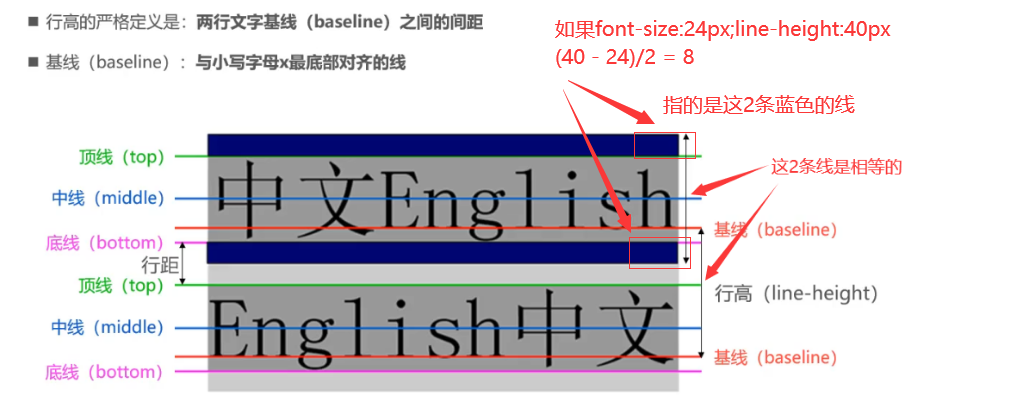 ■ 行高的严格定义是：两行文字基线（baseline）之间的间距
■ 基线（baseline）：与小写字母x最底部对齐的线
如果font-size:24px;line-height:40px
(40 - 24)/2 = 8
指的是这2条蓝色的线
顶线（top）
中文English
这2条线是相等的
中线（middle）
基线（baseline）
底线（bottom）
行距
顶线（top）
行高（line-height）
English中文
中线（middle）
基线（baseline）
底线（bottom）